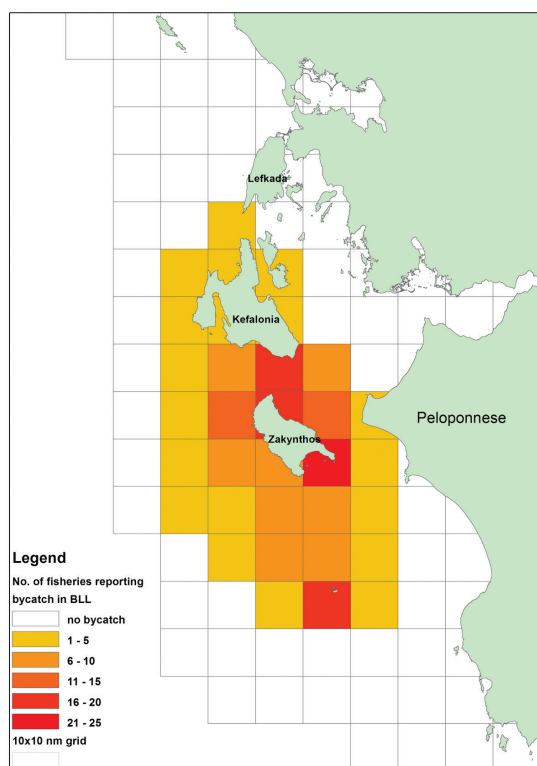 Lefkada
Kefalonia
Zakynthos
Peloponnese
Legend
No. of fisheries reporting
bycatch in BLL
no bycatch
1 - 5
6 - 10
11 - 15
16 - 20
21 - 25
10x10 nm grid